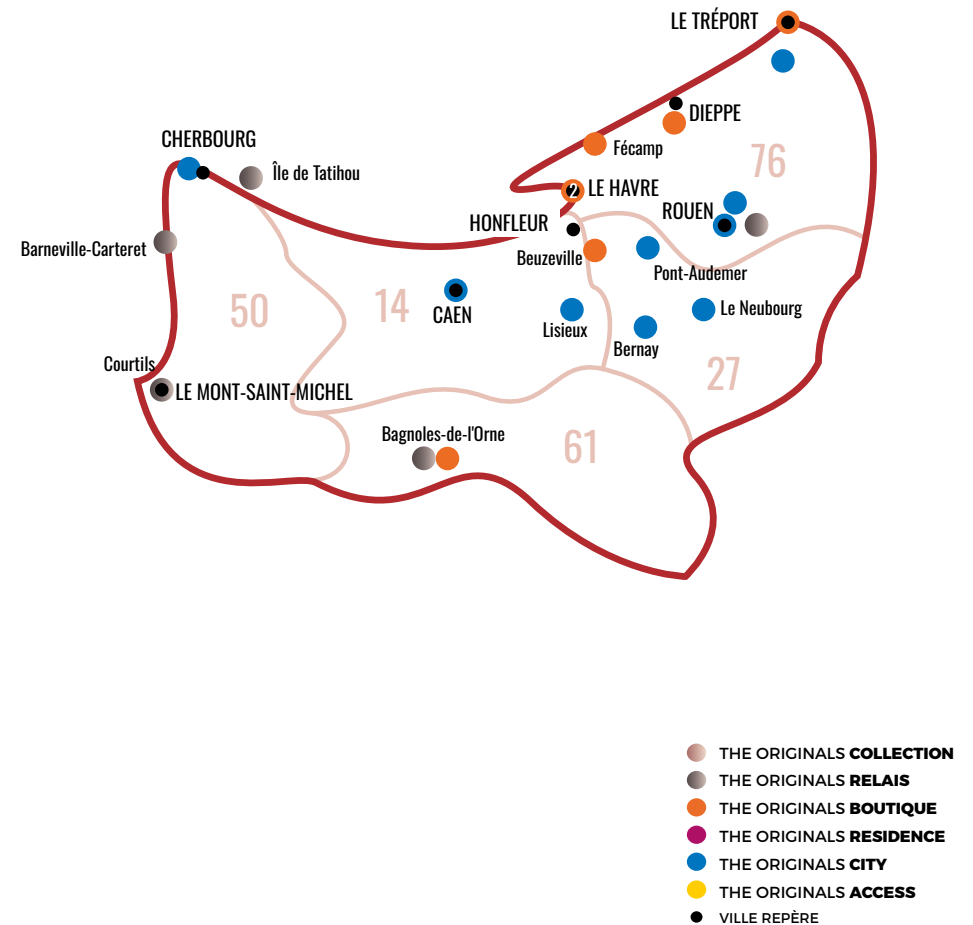 LE TRÉPORT
DIEPPE
CHERBOURG
Fécamp
76
Île de Tatihou
2
LE HAVRE
ROUEN
HONFLEUR
Barneville-Carteret
Beuzeville
Pont-Audemer
50
14
CAEN
Le Neubourg
Lisieux
Bernay
Courtils
27
LE MONT-SAINT-MICHEL
Bagnoles-de-l'Orne
61
THE ORIGINALS COLLECTION
THE ORIGINALS RELAIS
THE ORIGINALS BOUTIQUE
THE ORIGINALS RESIDENCE
THE ORIGINALS CITY
THE ORIGINALS ACCESS
VILLE REPÈRE